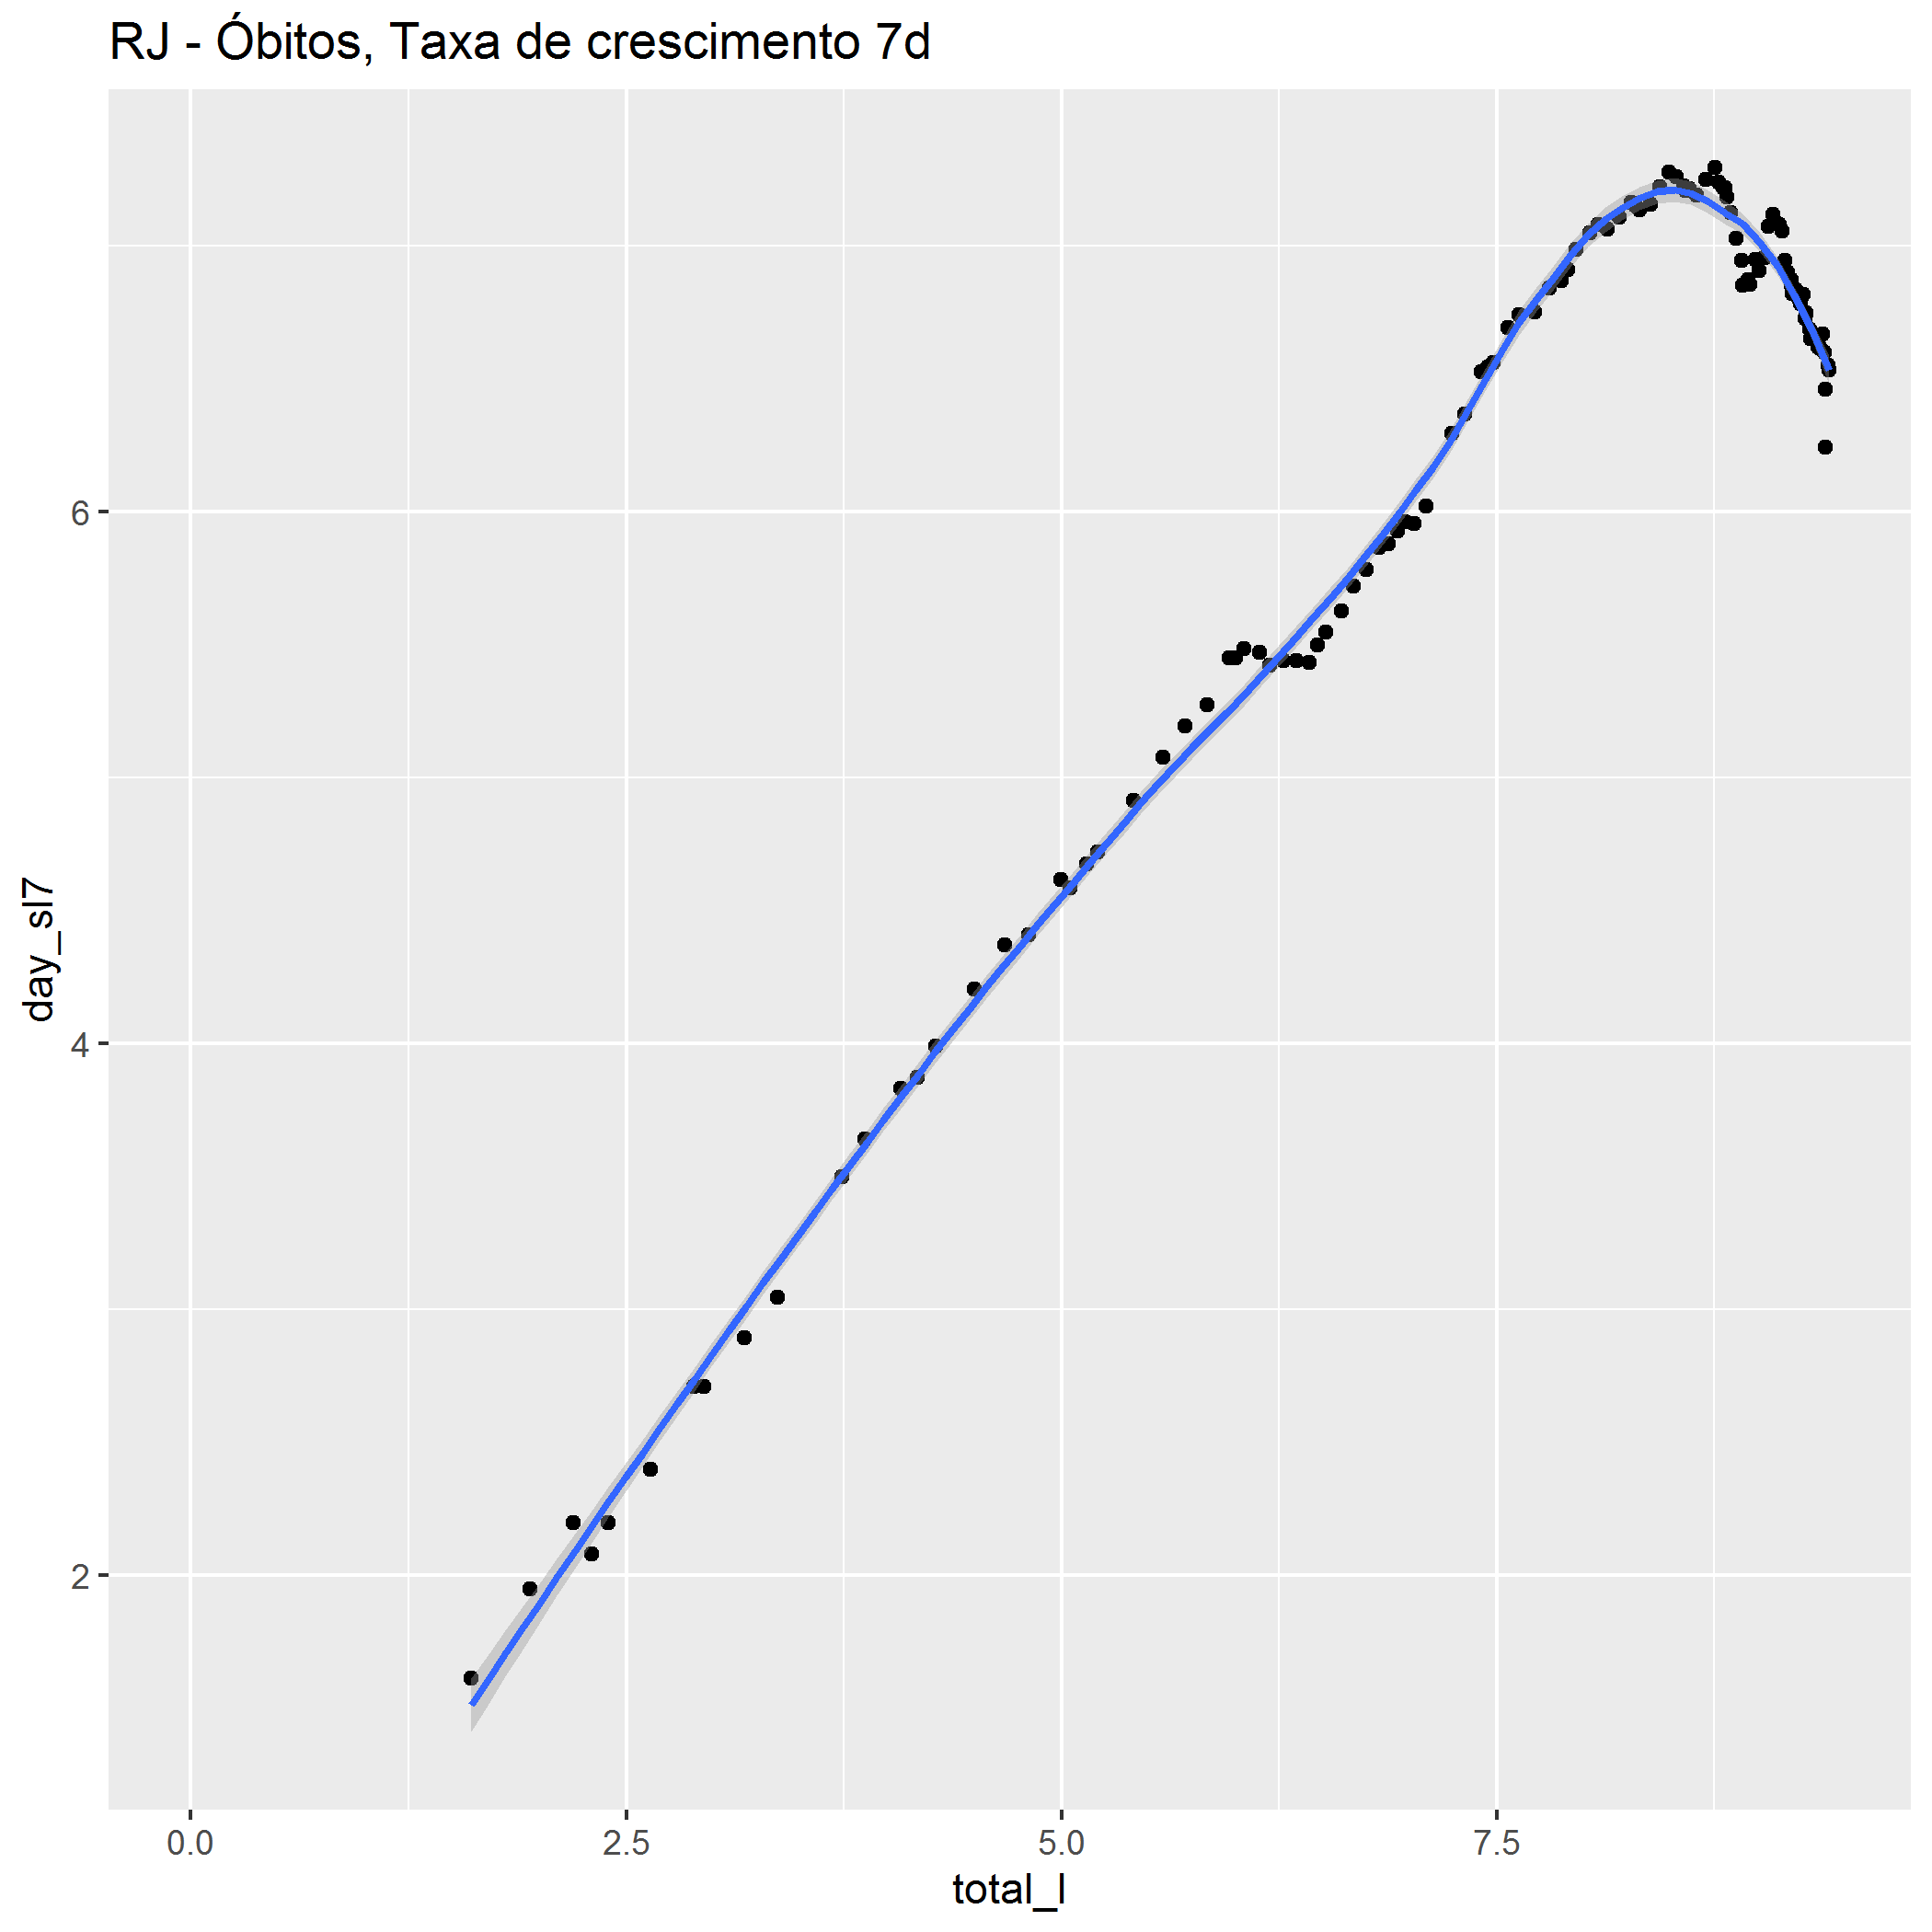 RJ - Óbitos, Taxa de crescimento 7d
6
4
2
day_sl7
0.0 2.5 5.0 7.5
total_l